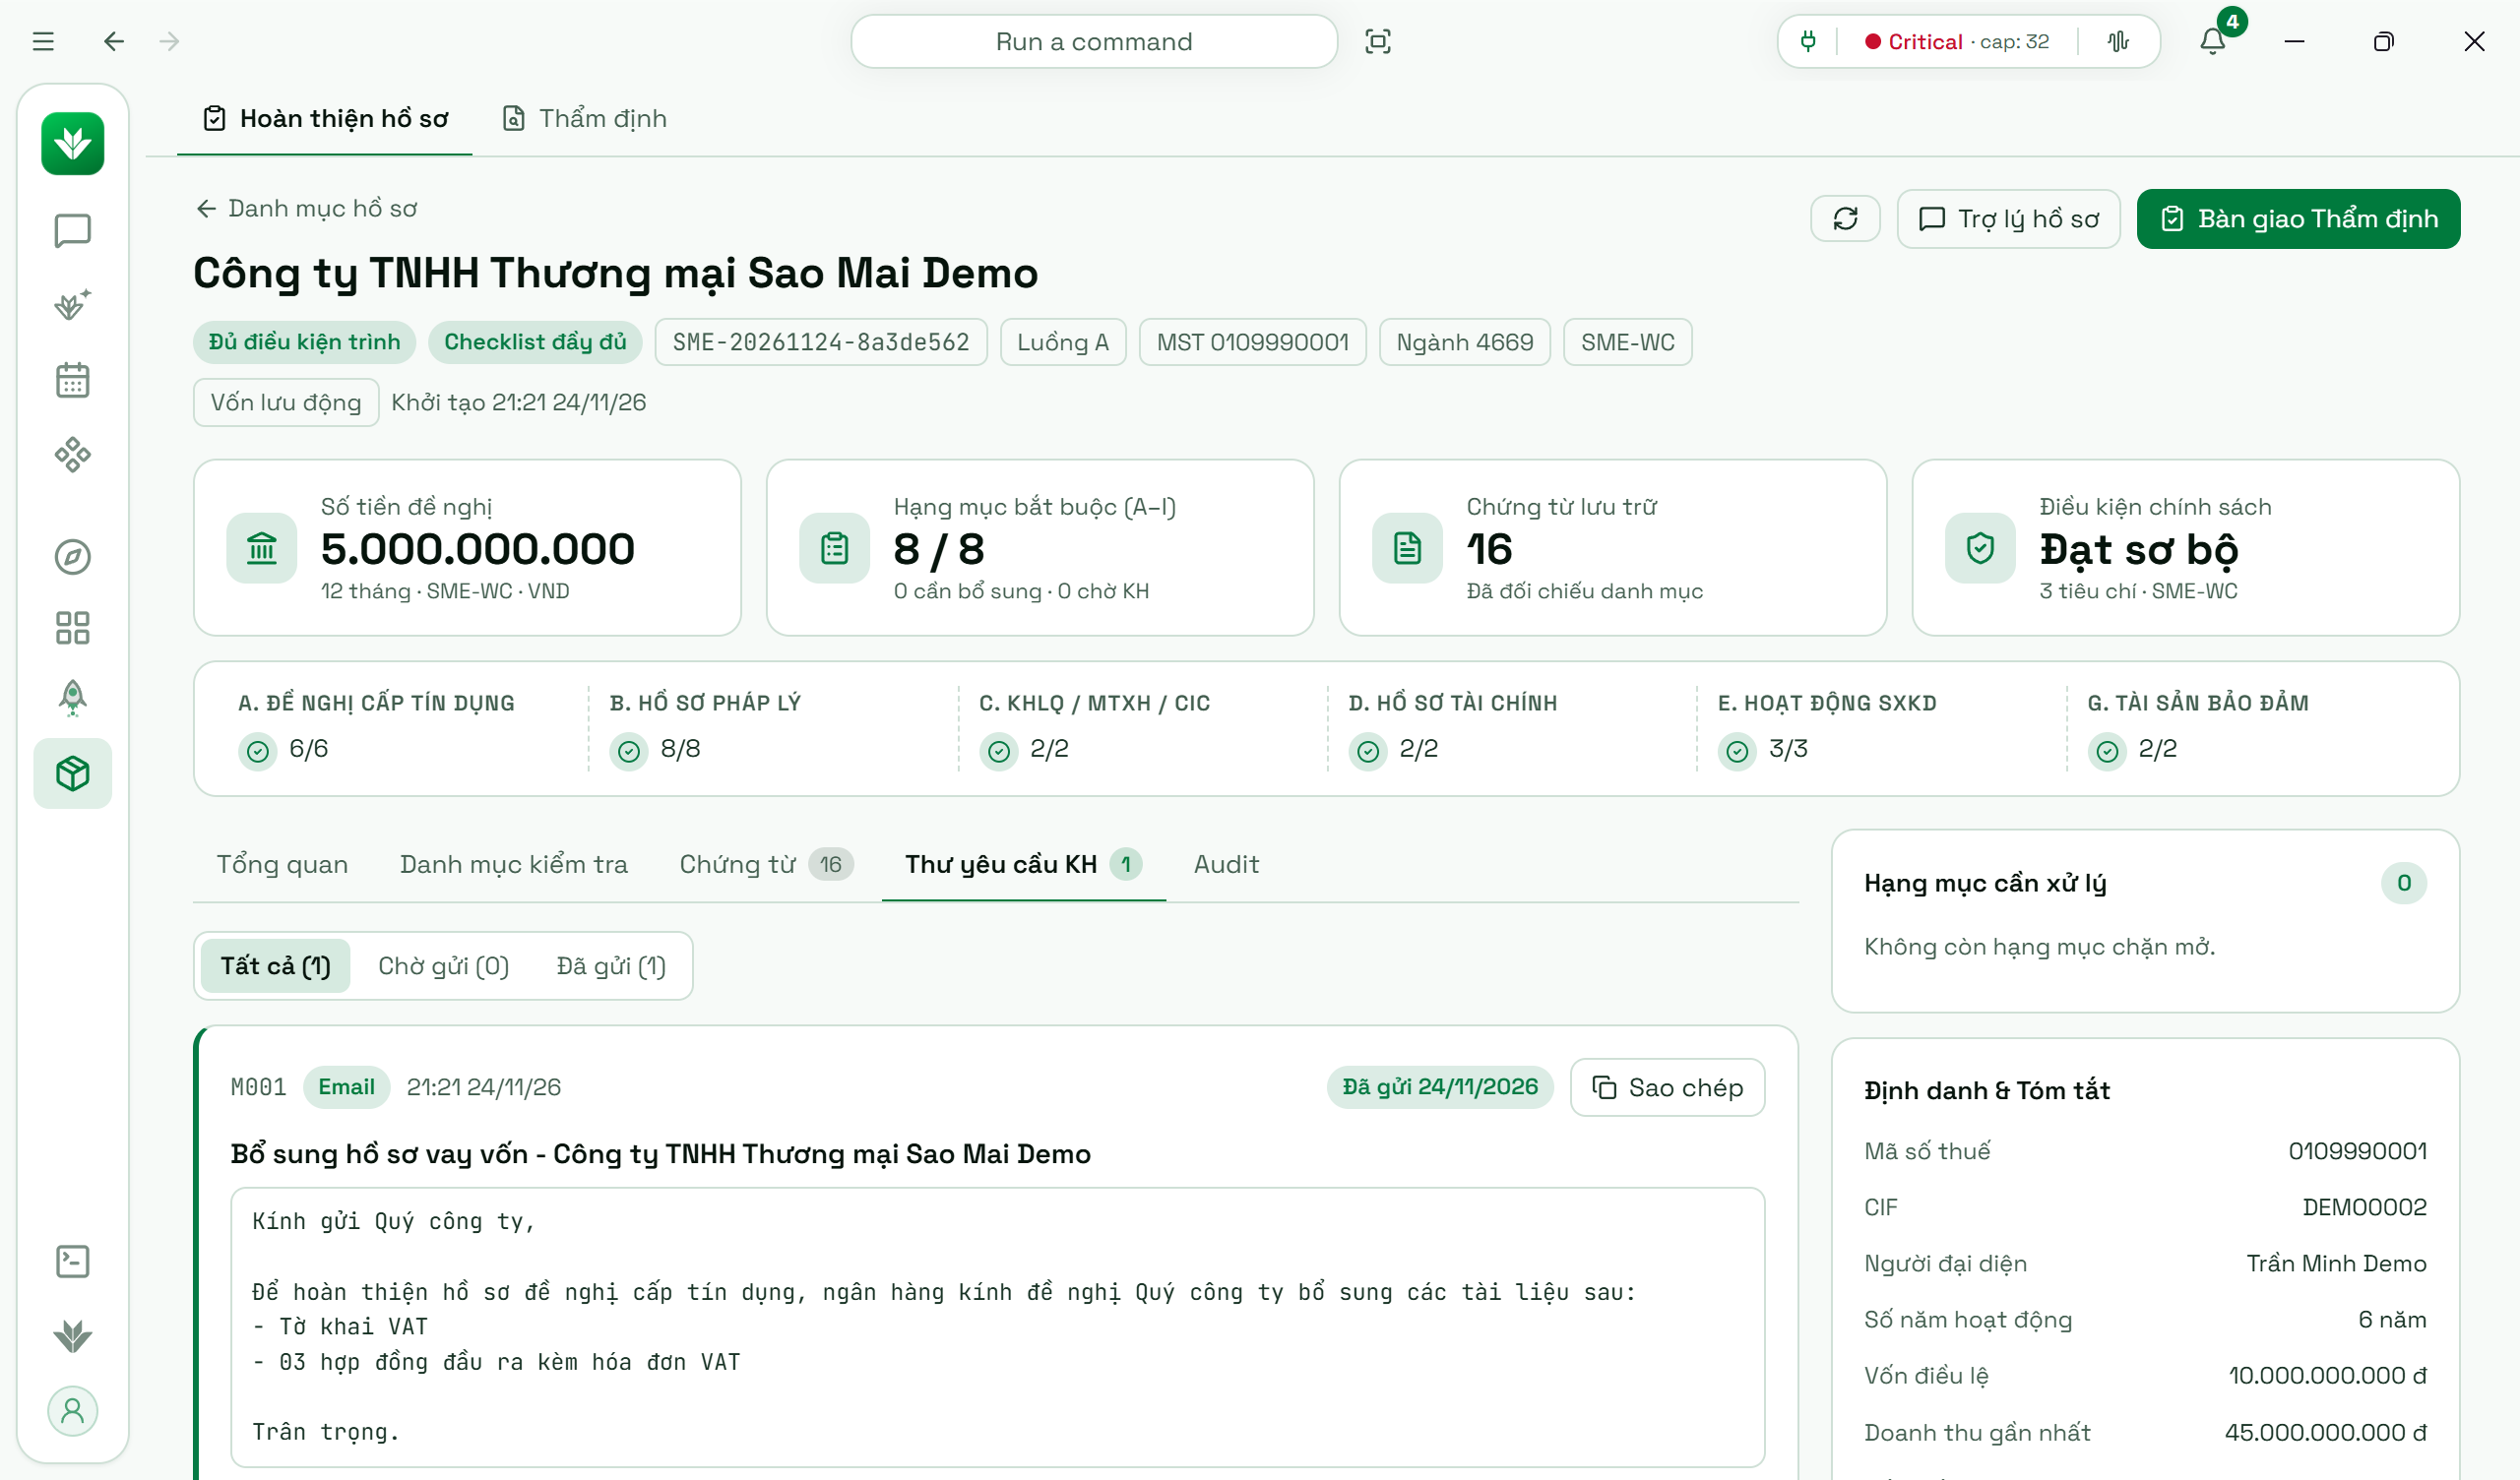 Run a command
Critical · cap: 32
4
Hoàn thiện hồ sơ
Thẩm định
Danh mục hồ sơ
Trợ lý hồ sơ
Bàn giao Thẩm định
Công ty TNHH Thương mại Sao Mai Demo
Đủ điều kiện trình
Checklist đầy đủ
SME-20261124-8a3de562
Luồng A
MST 0109990001
Ngành 4669
SME-WC
Vốn lưu động
Khởi tạo 21:21 24/11/26
Số tiền đề nghị
5.000.000.000
12 tháng · SME-WC · VND
Hạng mục bắt buộc (A–I)
8 / 8
0 cần bổ sung · 0 chờ KH
Chứng từ lưu trữ
16
Đã đối chiếu danh mục
Điều kiện chính sách
Đạt sơ bộ
3 tiêu chí · SME-WC
A. ĐỀ NGHỊ CẤP TÍN DỤNG
6/6
B. HỒ SƠ PHÁP LÝ
8/8
C. KHLQ / MTXH / CIC
2/2
D. HỒ SƠ TÀI CHÍNH
2/2
E. HOẠT ĐỘNG SXKD
3/3
G. TÀI SẢN BẢO ĐẢM
2/2
Tổng quan
Danh mục kiểm tra
Chứng từ 16
Thư yêu cầu KH 1
Audit
Tất cả (1)
Chờ gửi (0)
Đã gửi (1)
M001
Email
21:21 24/11/26
Đã gửi 24/11/2026
Sao chép
Bổ sung hồ sơ vay vốn - Công ty TNHH Thương mại Sao Mai Demo
Kính gửi Quý công ty,
Để hoàn thiện hồ sơ đề nghị cấp tín dụng, ngân hàng kính đề nghị Quý công ty bổ sung các tài liệu sau:
- Tờ khai VAT
- 03 hợp đồng đầu ra kèm hóa đơn VAT
Trân trọng.
Hạng mục cần xử lý
0
Không còn hạng mục chặn mở.
Định danh & Tóm tắt
Mã số thuế
0109990001
CIF
DEMO0002
Người đại diện
Trần Minh Demo
Số năm hoạt động
6 năm
Vốn điều lệ
10.000.000.000 đ
Doanh thu gần nhất
45.000.000.000 đ